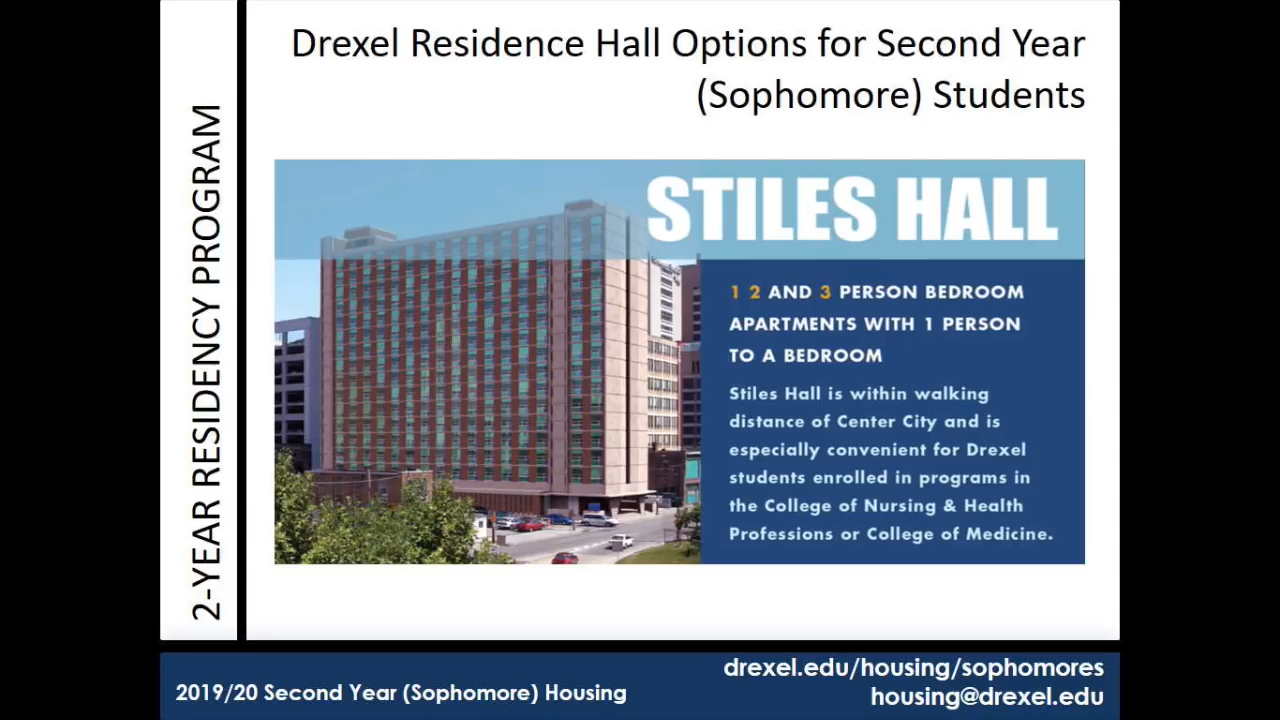 Drexel Residence Hall Options for Second Year
(Sophomore) Students
2-YEAR RESIDENCY PROGRAM
STILES HALL
1 2 AND 3 PERSON BEDROOM
APARTMENTS WITH 1 PERSON
TO A BEDROOM
Stiles Hall is within walking
distance of Center City and is
especially convenient for Drexel
students enrolled in programs in
the College of Nursing & Health
Professions or College of Medicine.
2019/20 Second Year (Sophomore) Housing
drexel.edu/housing/sophomores
housing@drexel.edu